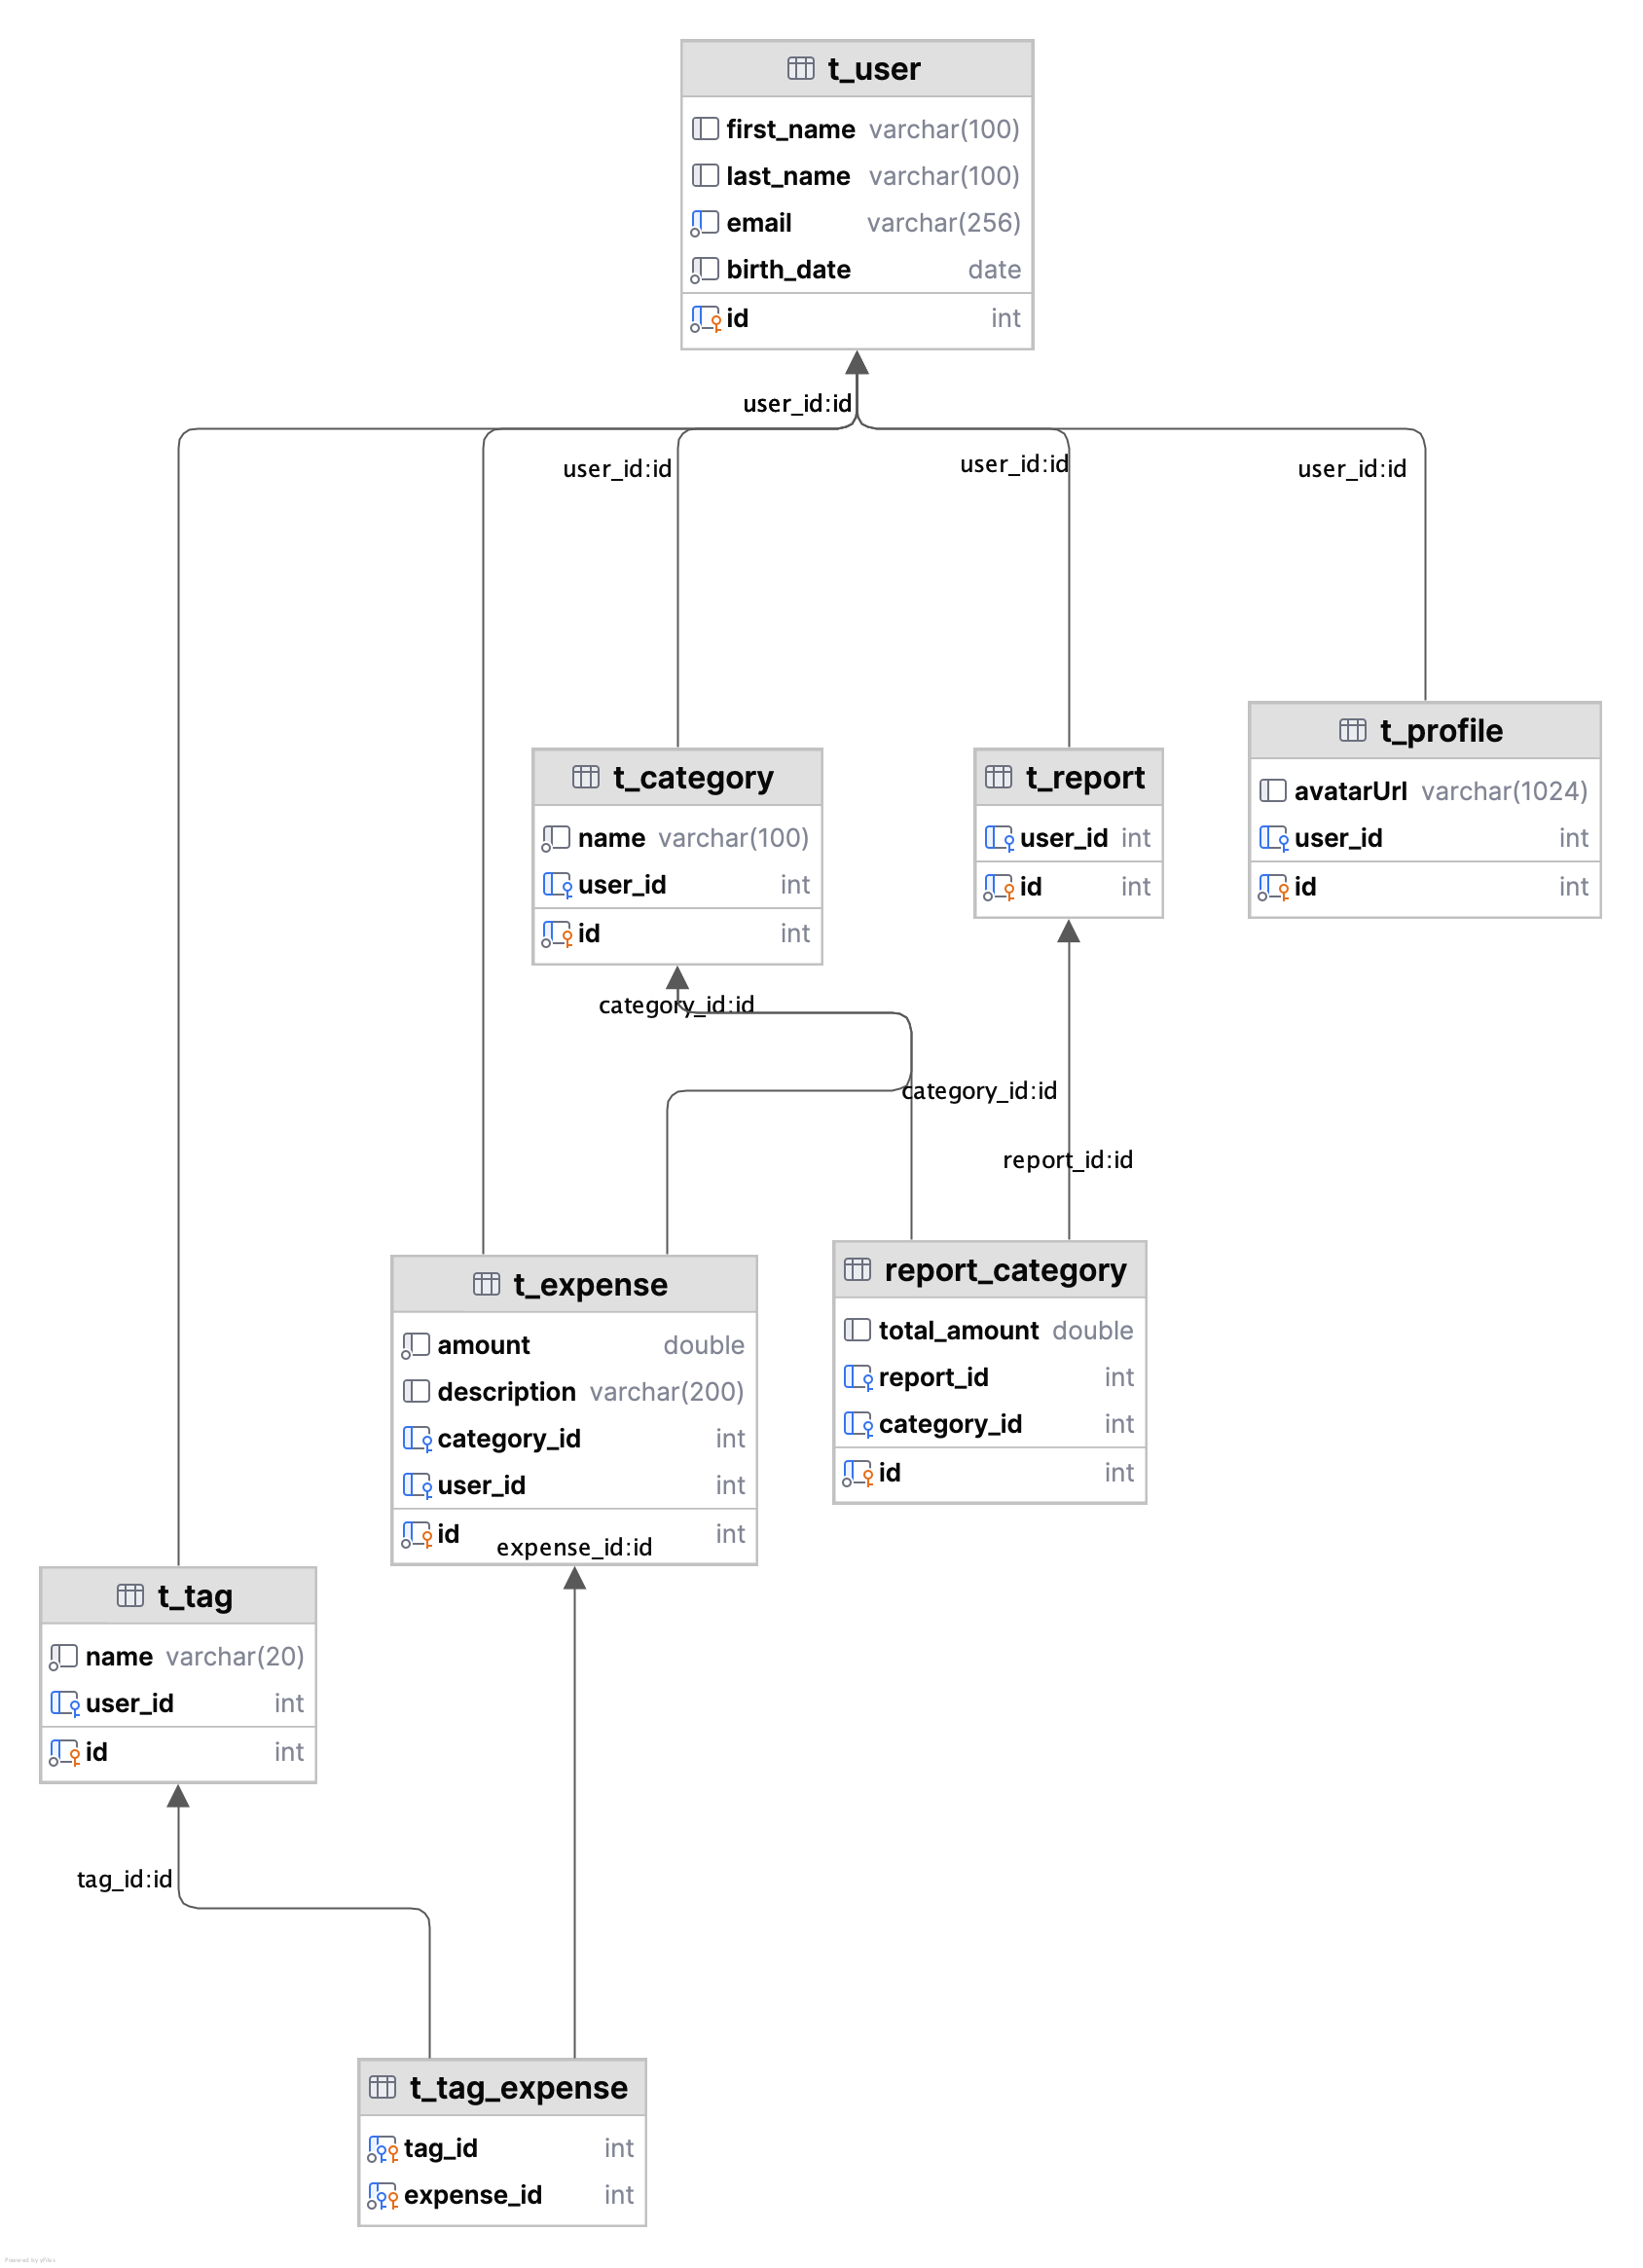 t_user
first_name varchar(100)
last_name varchar(100)
email varchar(256)
birth_date date
id int
user_id:id
user_id:id
user_id:id
user_id:id
t_category
name varchar(100)
user_id int
id int
t_report
user_id int
id int
t_profile
avatarUrl varchar(1024)
user_id int
id int
category_id:id
category_id:id
report_id:id
t_expense
amount double
description varchar(200)
category_id int
user_id int
id int
expense_id:id
report_category
total_amount double
report_id int
category_id int
id int
t_tag
name varchar(20)
user_id int
id int
tag_id:id
t_tag_expense
tag_id int
expense_id int
Powered by yFiles